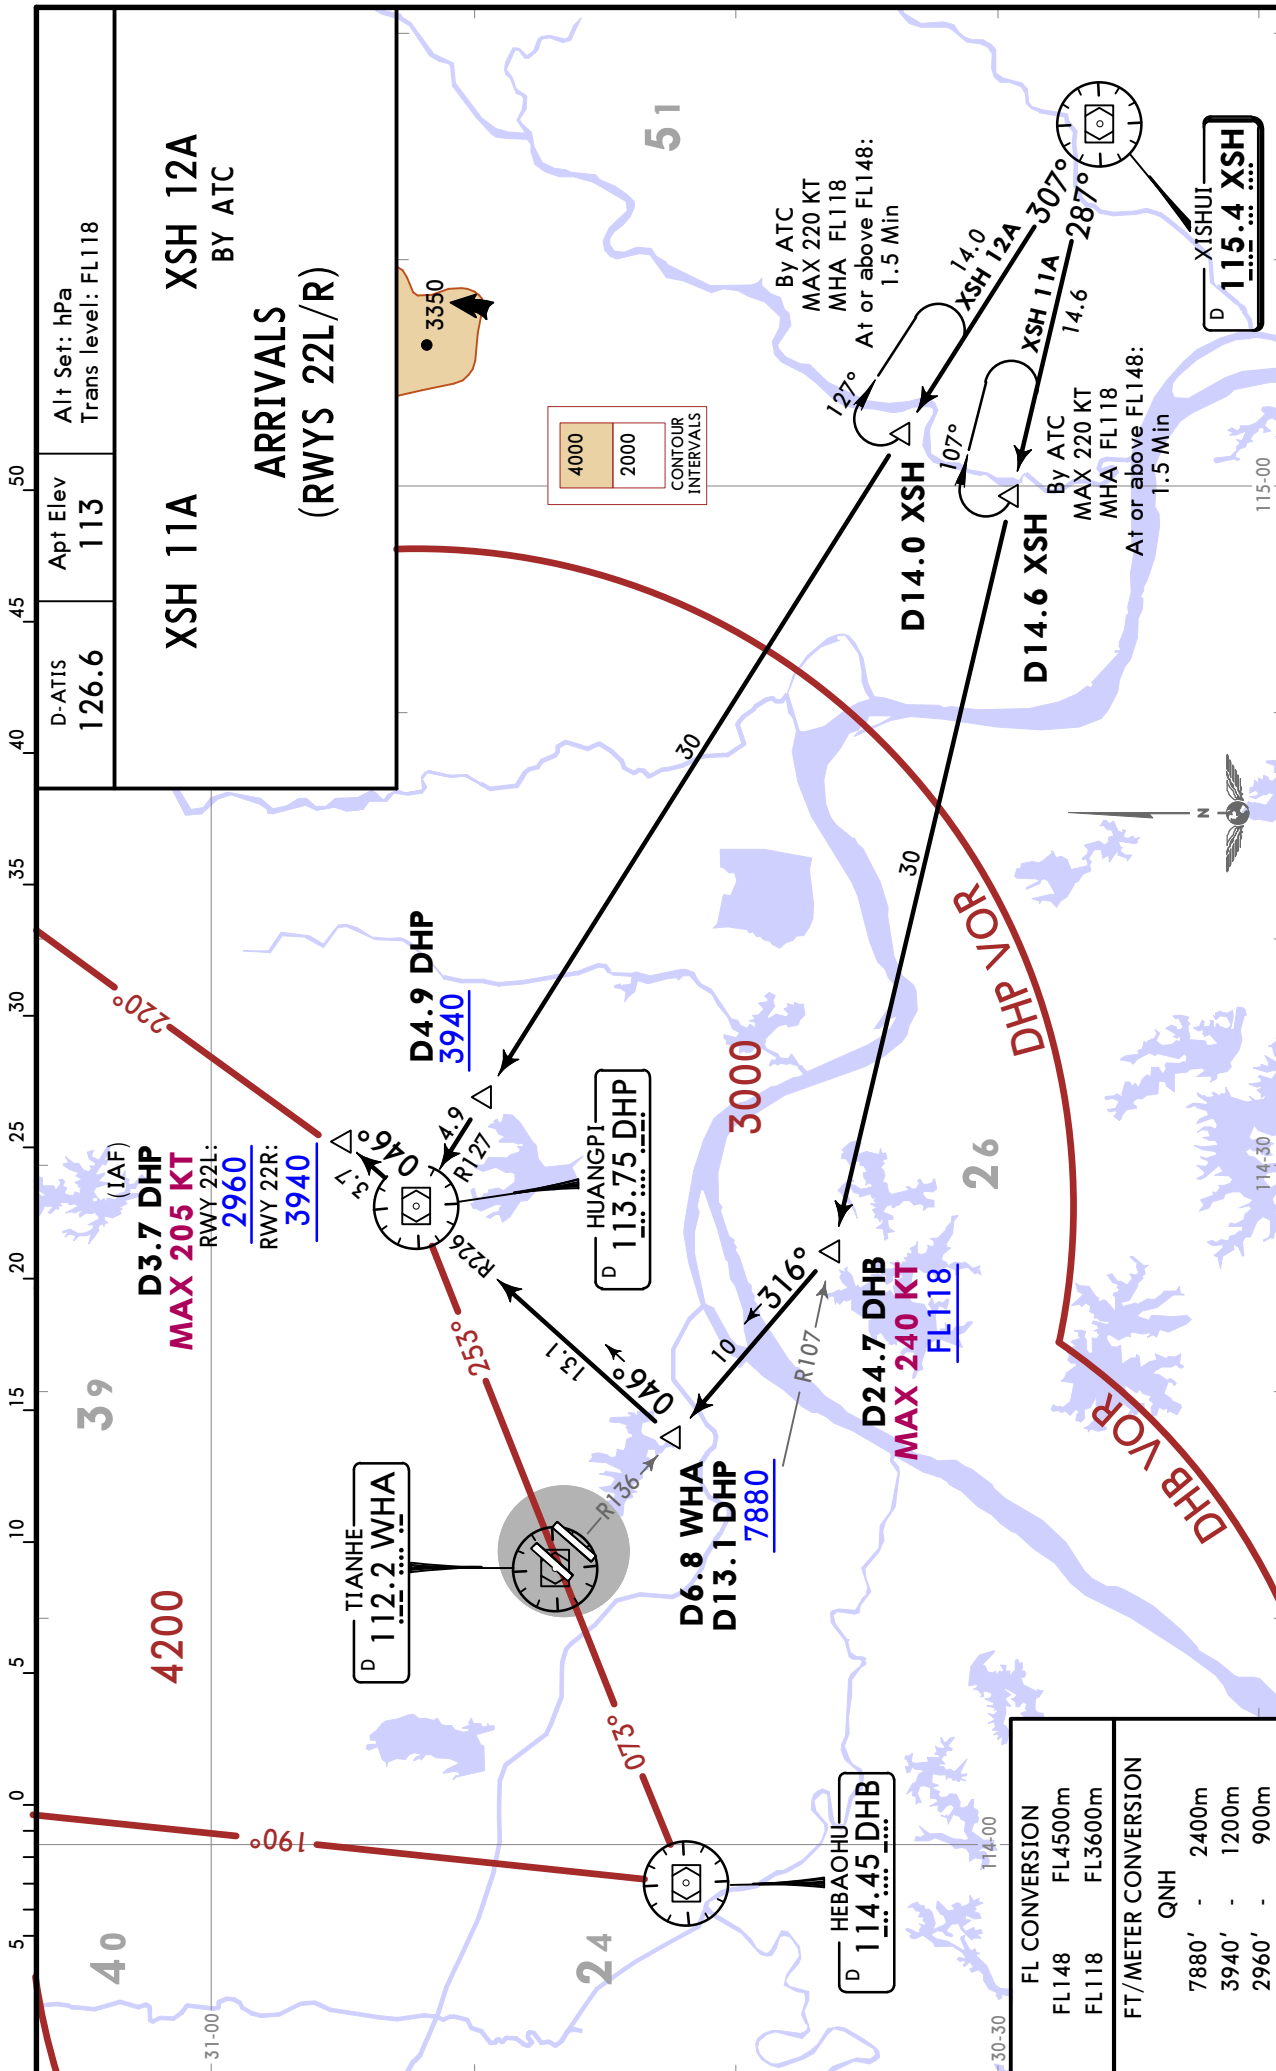 D-ATIS
126.6
Apt Elev
113
Alt Set: hPa
Trans level: FL118
XSH 11A
XSH 12A
BY ATC
ARRIVALS
(RWYS 22L/R)
5
0
5
10
15
20
25
30
35
40
45
50
40
39
51
24
26
31-00
30-30
114-00
114-30
115-00
4200
3000
3350
4000
2000
CONTOUR
INTERVALS
220°
253°
073°
190°
DHP VOR
DHB VOR
(IAF)
D3.7 DHP
MAX 205 KT
RWY 22L:
2960
RWY 22R:
3940
3.7
046°
D4.9 DHP
3940
4.9
R127
R226
HUANGPI
D
113.75 DHP
TIANHE
D
112.2 WHA
HEBAOHU
D
114.45 DHB
XISHUI
D
115.4 XSH
13.1
046°
R136
D6.8 WHA
D13.1 DHP
7880
10
316°
R107
D24.7 DHB
MAX 240 KT
FL118
30
30
D14.0 XSH
127°
By ATC
MAX 220 KT
MHA FL118
At or above FL148:
1.5 Min
14.0
XSH 12A
307°
D14.6 XSH
107°
By ATC
MAX 220 KT
MHA FL118
At or above FL148:
1.5 Min
XSH 11A
14.6
287°
N
FL CONVERSION
FL148 FL4500m
FL118 FL3600m
FT/METER CONVERSION
QNH
7880' - 2400m
3940' - 1200m
2960' - 900m